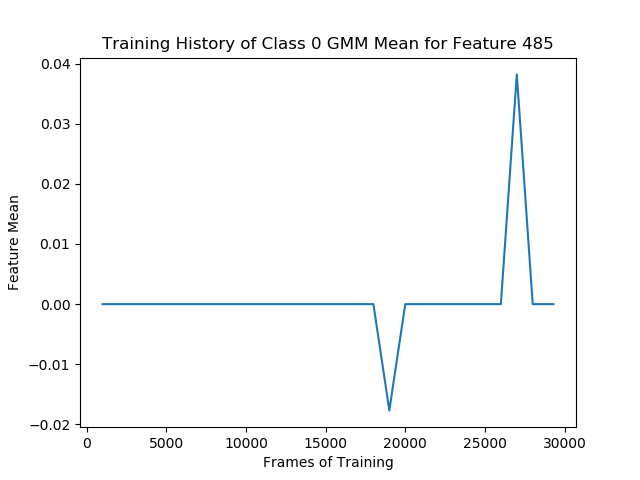 Training History of Class 0 GMM Mean for Feature 485
0.04
0.03
0.02
0.01
0.00
−0.01
−0.02
Feature Mean
0 5000 10000 15000 20000 25000 30000
Frames of Training